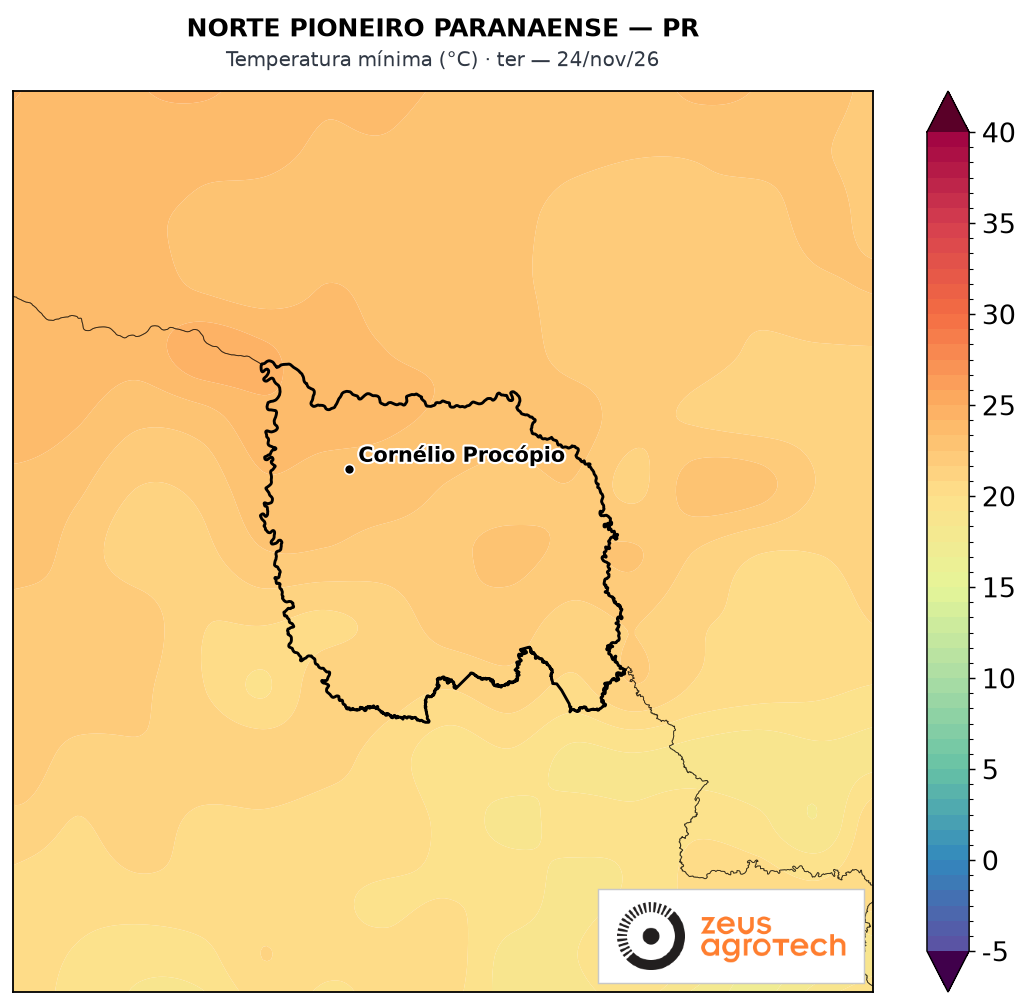 NORTE PIONEIRO PARANAENSE — PR
Temperatura mínima (°C) · ter — 24/nov/26
40
35
30
25
20
15
10
5
0
-5
Cornélio Procópio
zeus
agrotech